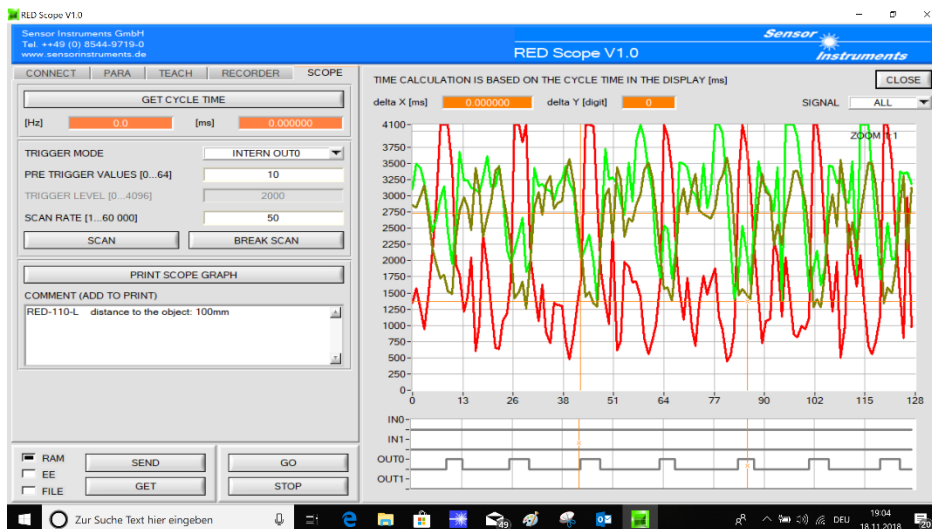 RED Scope V1.0
Sensor Instruments GmbH
Tel. ++49 (0) 8544-9719-0
www.sensorinstruments.de
RED Scope V1.0
Sensor
Instruments
CONNECT PARA TEACH RECORDER SCOPE
GET CYCLE TIME
[Hz] 0.0 [ms] 0.000000
TRIGGER MODE INTERN OUT0
PRE TRIGGER VALUES [0...64] 10
TRIGGER LEVEL [0...4096] 2000
SCAN RATE [1...60 000] 50
SCAN BREAK SCAN
PRINT SCOPE GRAPH
COMMENT (ADD TO PRINT)
RED-110-L distance to the object: 100mm
RAM
EE
FILE
SEND GO
GET STOP
TIME CALCULATION IS BASED ON THE CYCLE TIME IN THE DISPLAY [ms]
CLOSE
delta X [ms] 0.000000 delta Y [digit] 0 SIGNAL ALL
ZOOM 1:1
4100
3750
3500
3250
3000
2750
2500
2250
2000
1750
1500
1250
1000
750
500
250
0
0 13 26 38 51 64 77 90 102 115 128
IN0
IN1
OUT0
OUT1
Zur Suche Text hier eingeben
49
DEU
19:04
18.11.2018
20